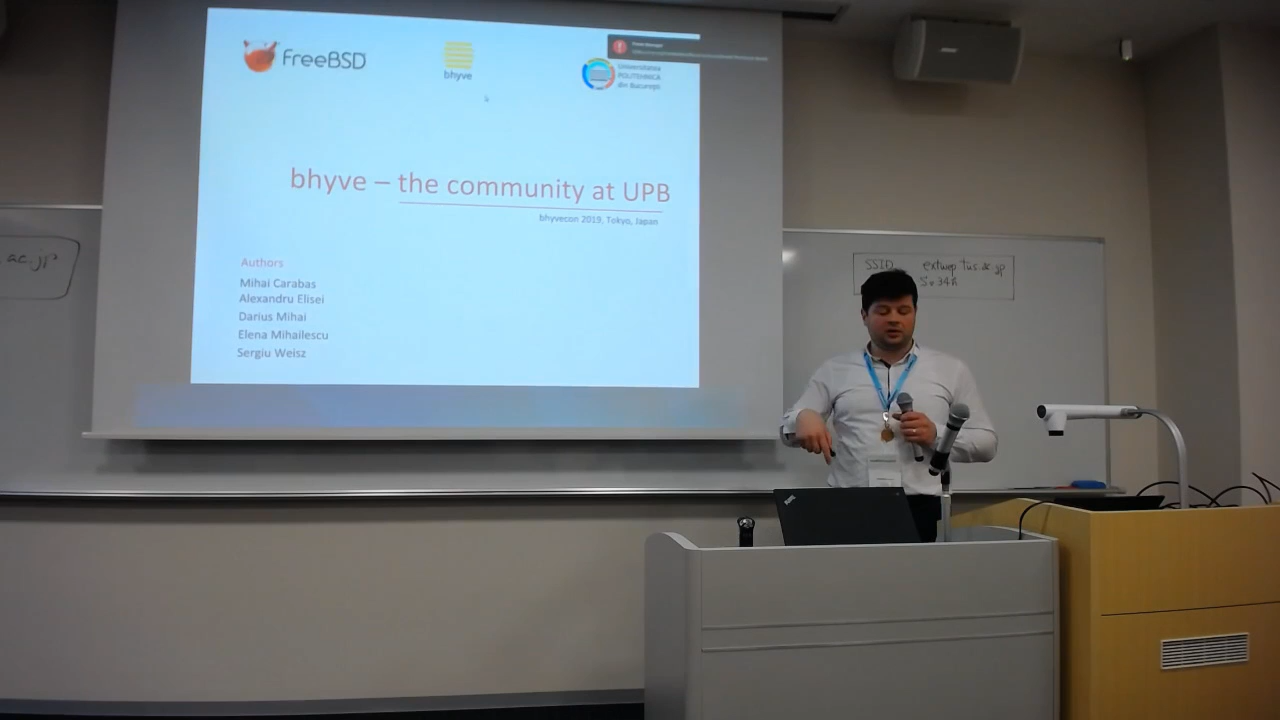 FreeBSD
bhyve
Universitatea
POLITEHNICA
din Bucureşti
bhyve – the community at UPB
bhyvecon 2019, Tokyo, Japan
Authors
Mihai Carabas
Alexandru Elisei
Darius Mihai
Elena Mihailescu
Sergiu Weisz
ac.jp
SSID